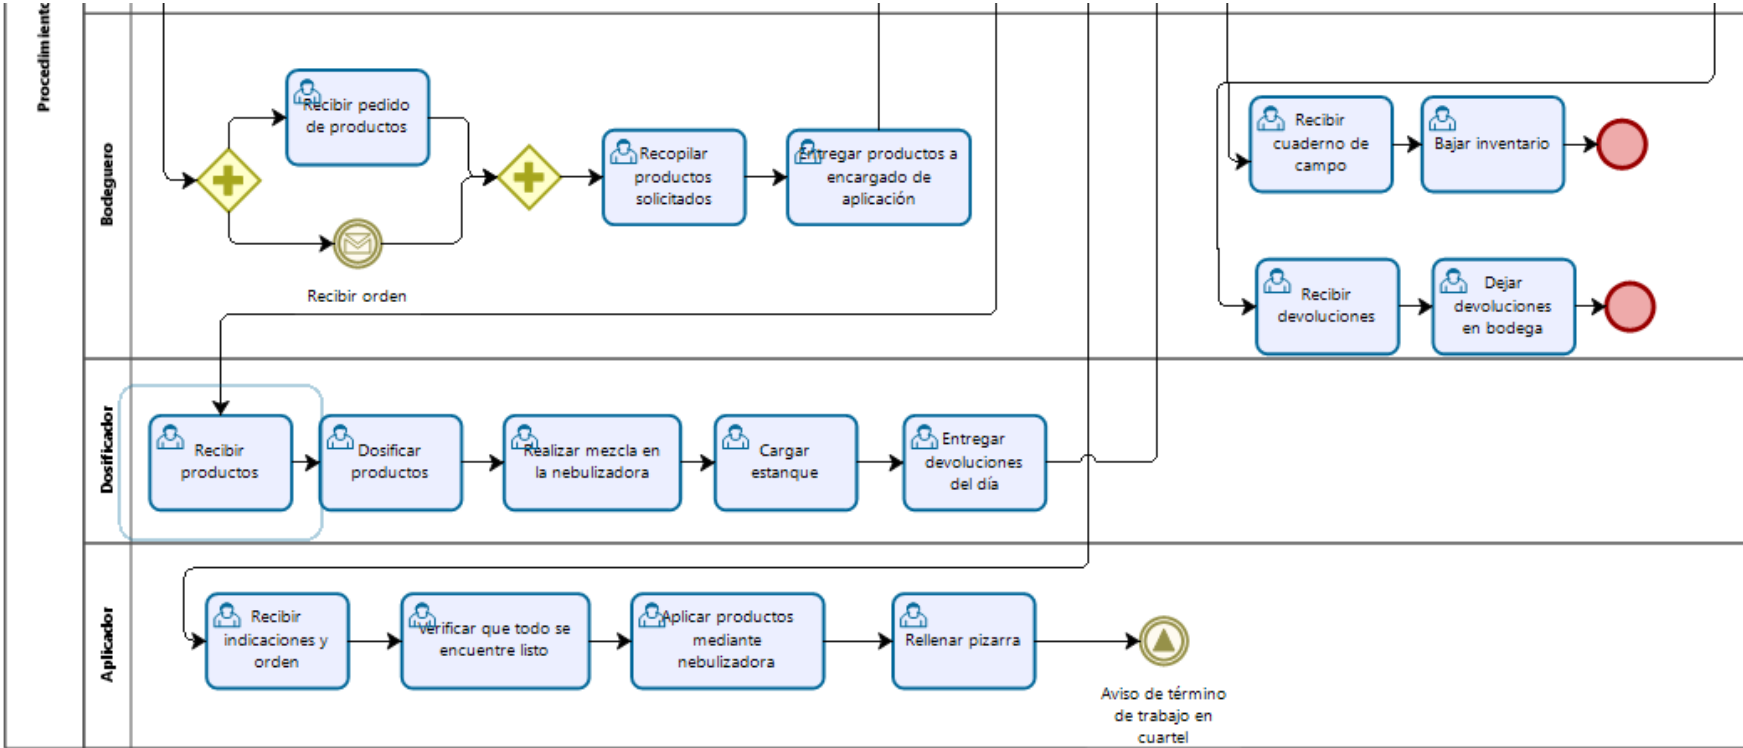 Procedimiento
Bodeguero
Recibir pedido
de productos
Recibir orden
Recopilar
productos
solicitados
Entregar productos a
encargado de
aplicación
Recibir
cuaderno de
campo
Bajar inventario
Recibir
devoluciones
Dejar
devoluciones
en bodega
Dosificador
Recibir
productos
Dosificar
productos
Realizar mezcla en
la nebulizadora
Cargar
estanque
Entregar
devoluciones
del día
Aplicador
Recibir
indicaciones y
orden
Verificar que todo se
encuentre listo
Aplicar productos
mediante
nebulizadora
Rellenar pizarra
Aviso de término
de trabajo en
cuartel